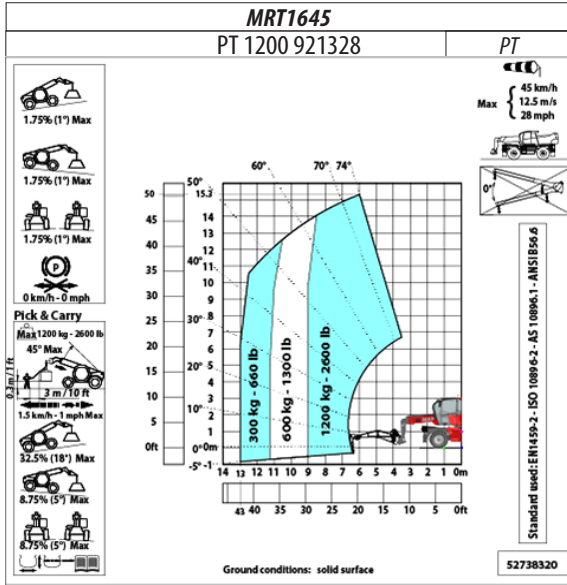 MRT1645
PT 1200 921328 PT
1.75% (1°) Max
1.75% (1°) Max
1.75% (1°) Max
P
0 km/h - 0 mph
Pick & Carry
Max 1200 kg - 2600 lb
45° Max
0.3 m / 1 ft
3 m / 10 ft
1.5 km/h - 1 mph Max
32.5% (18°) Max
8.75% (5°) Max
8.75% (5°) Max
Max
45 km/h
12.5 m/s
28 mph
0°
60° 70° 74°
50°
40°
30°
20°
10°
0°
-5°
50
45
40
35
30
25
20
15
10
5
0ft
15.3
14
13
12
11
10
9
8
7
6
5
4
3
2
1
0m
-1
300 kg - 660 lb
600 kg - 1300 lb
1200 kg - 2600 lb
14 13 12 11 10 9 8 7 6 5 4 3 2 1 0m
43 40 35 30 25 20 15 10 5 0ft
Ground conditions: solid surface
Standard used: EN1459-2 - ISO 10896-2 - AS 10896.1 - ANSI B56.6
52738320